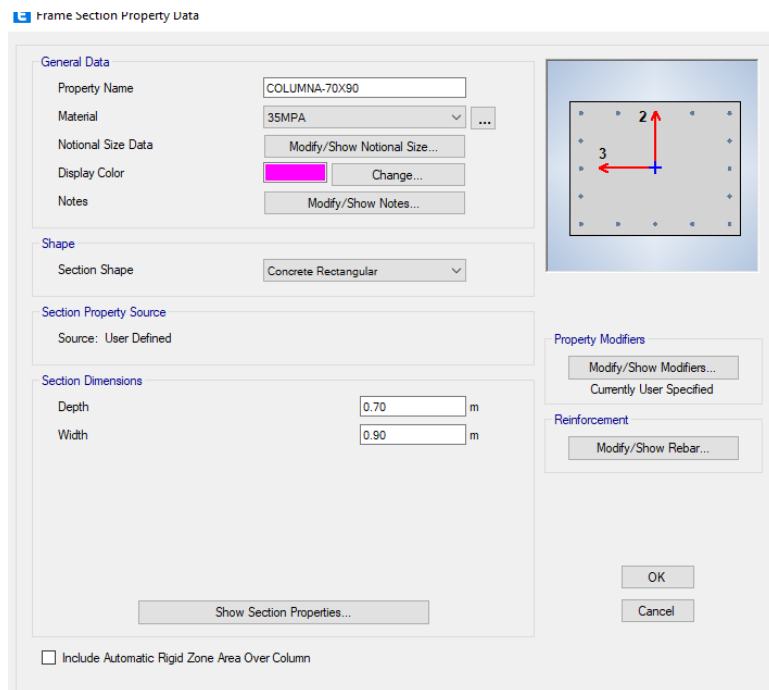 E Frame Section Property Data
General Data
Property Name COLUMNA-70X90
Material 35MPA ...
Notional Size Data Modify/Show Notional Size...
Display Color Change...
Notes Modify/Show Notes...
Shape
Section Shape Concrete Rectangular
Section Property Source
Source: User Defined
Section Dimensions
Depth 0.70 m
Width 0.90 m
Show Section Properties...
Include Automatic Rigid Zone Area Over Column
2
3
Property Modifiers
Modify/Show Modifiers...
Currently User Specified
Reinforcement
Modify/Show Rebar...
OK
Cancel